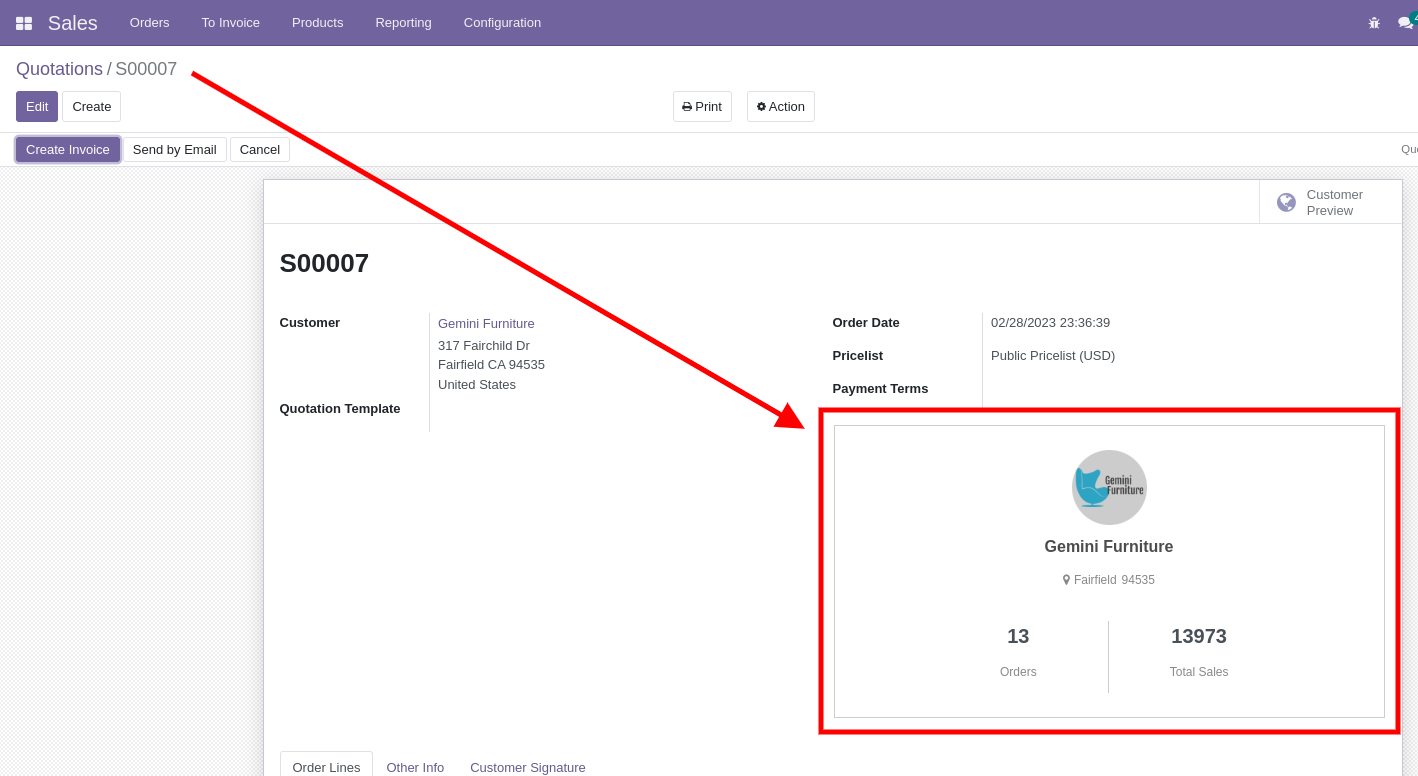 Sales Orders To Invoice Products Reporting Configuration
Quotations / S00007
Edit Create Print Action
Create Invoice Send by Email Cancel
Customer
Preview
S00007
Customer Gemini Furniture
317 Fairchild Dr
Fairfield CA 94535
United States
Quotation Template
Order Date 02/28/2023 23:36:39
Pricelist Public Pricelist (USD)
Payment Terms
Gemini
Furniture
Gemini Furniture
Fairfield 94535
13 13973
Orders Total Sales
Order Lines Other Info Customer Signature